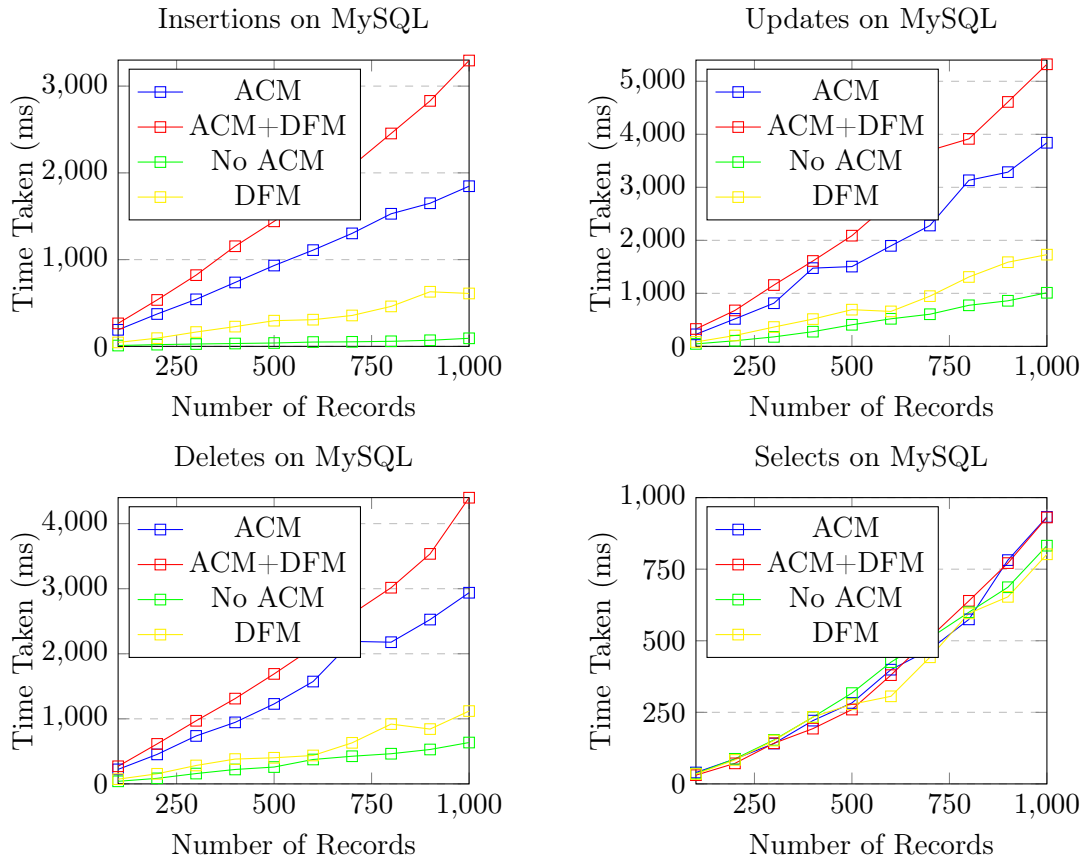 Insertions on MySQL
Time Taken (ms)
3,000
2,000
1,000
0
ACM
ACM+DFM
No ACM
DFM
250
500
750
1,000
Number of Records
Updates on MySQL
Time Taken (ms)
5,000
4,000
3,000
2,000
1,000
0
ACM
ACM+DFM
No ACM
DFM
250
500
750
1,000
Number of Records
Deletes on MySQL
Time Taken (ms)
4,000
3,000
2,000
1,000
0
ACM
ACM+DFM
No ACM
DFM
250
500
750
1,000
Number of Records
Selects on MySQL
Time Taken (ms)
1,000
750
500
250
0
ACM
ACM+DFM
No ACM
DFM
250
500
750
1,000
Number of Records